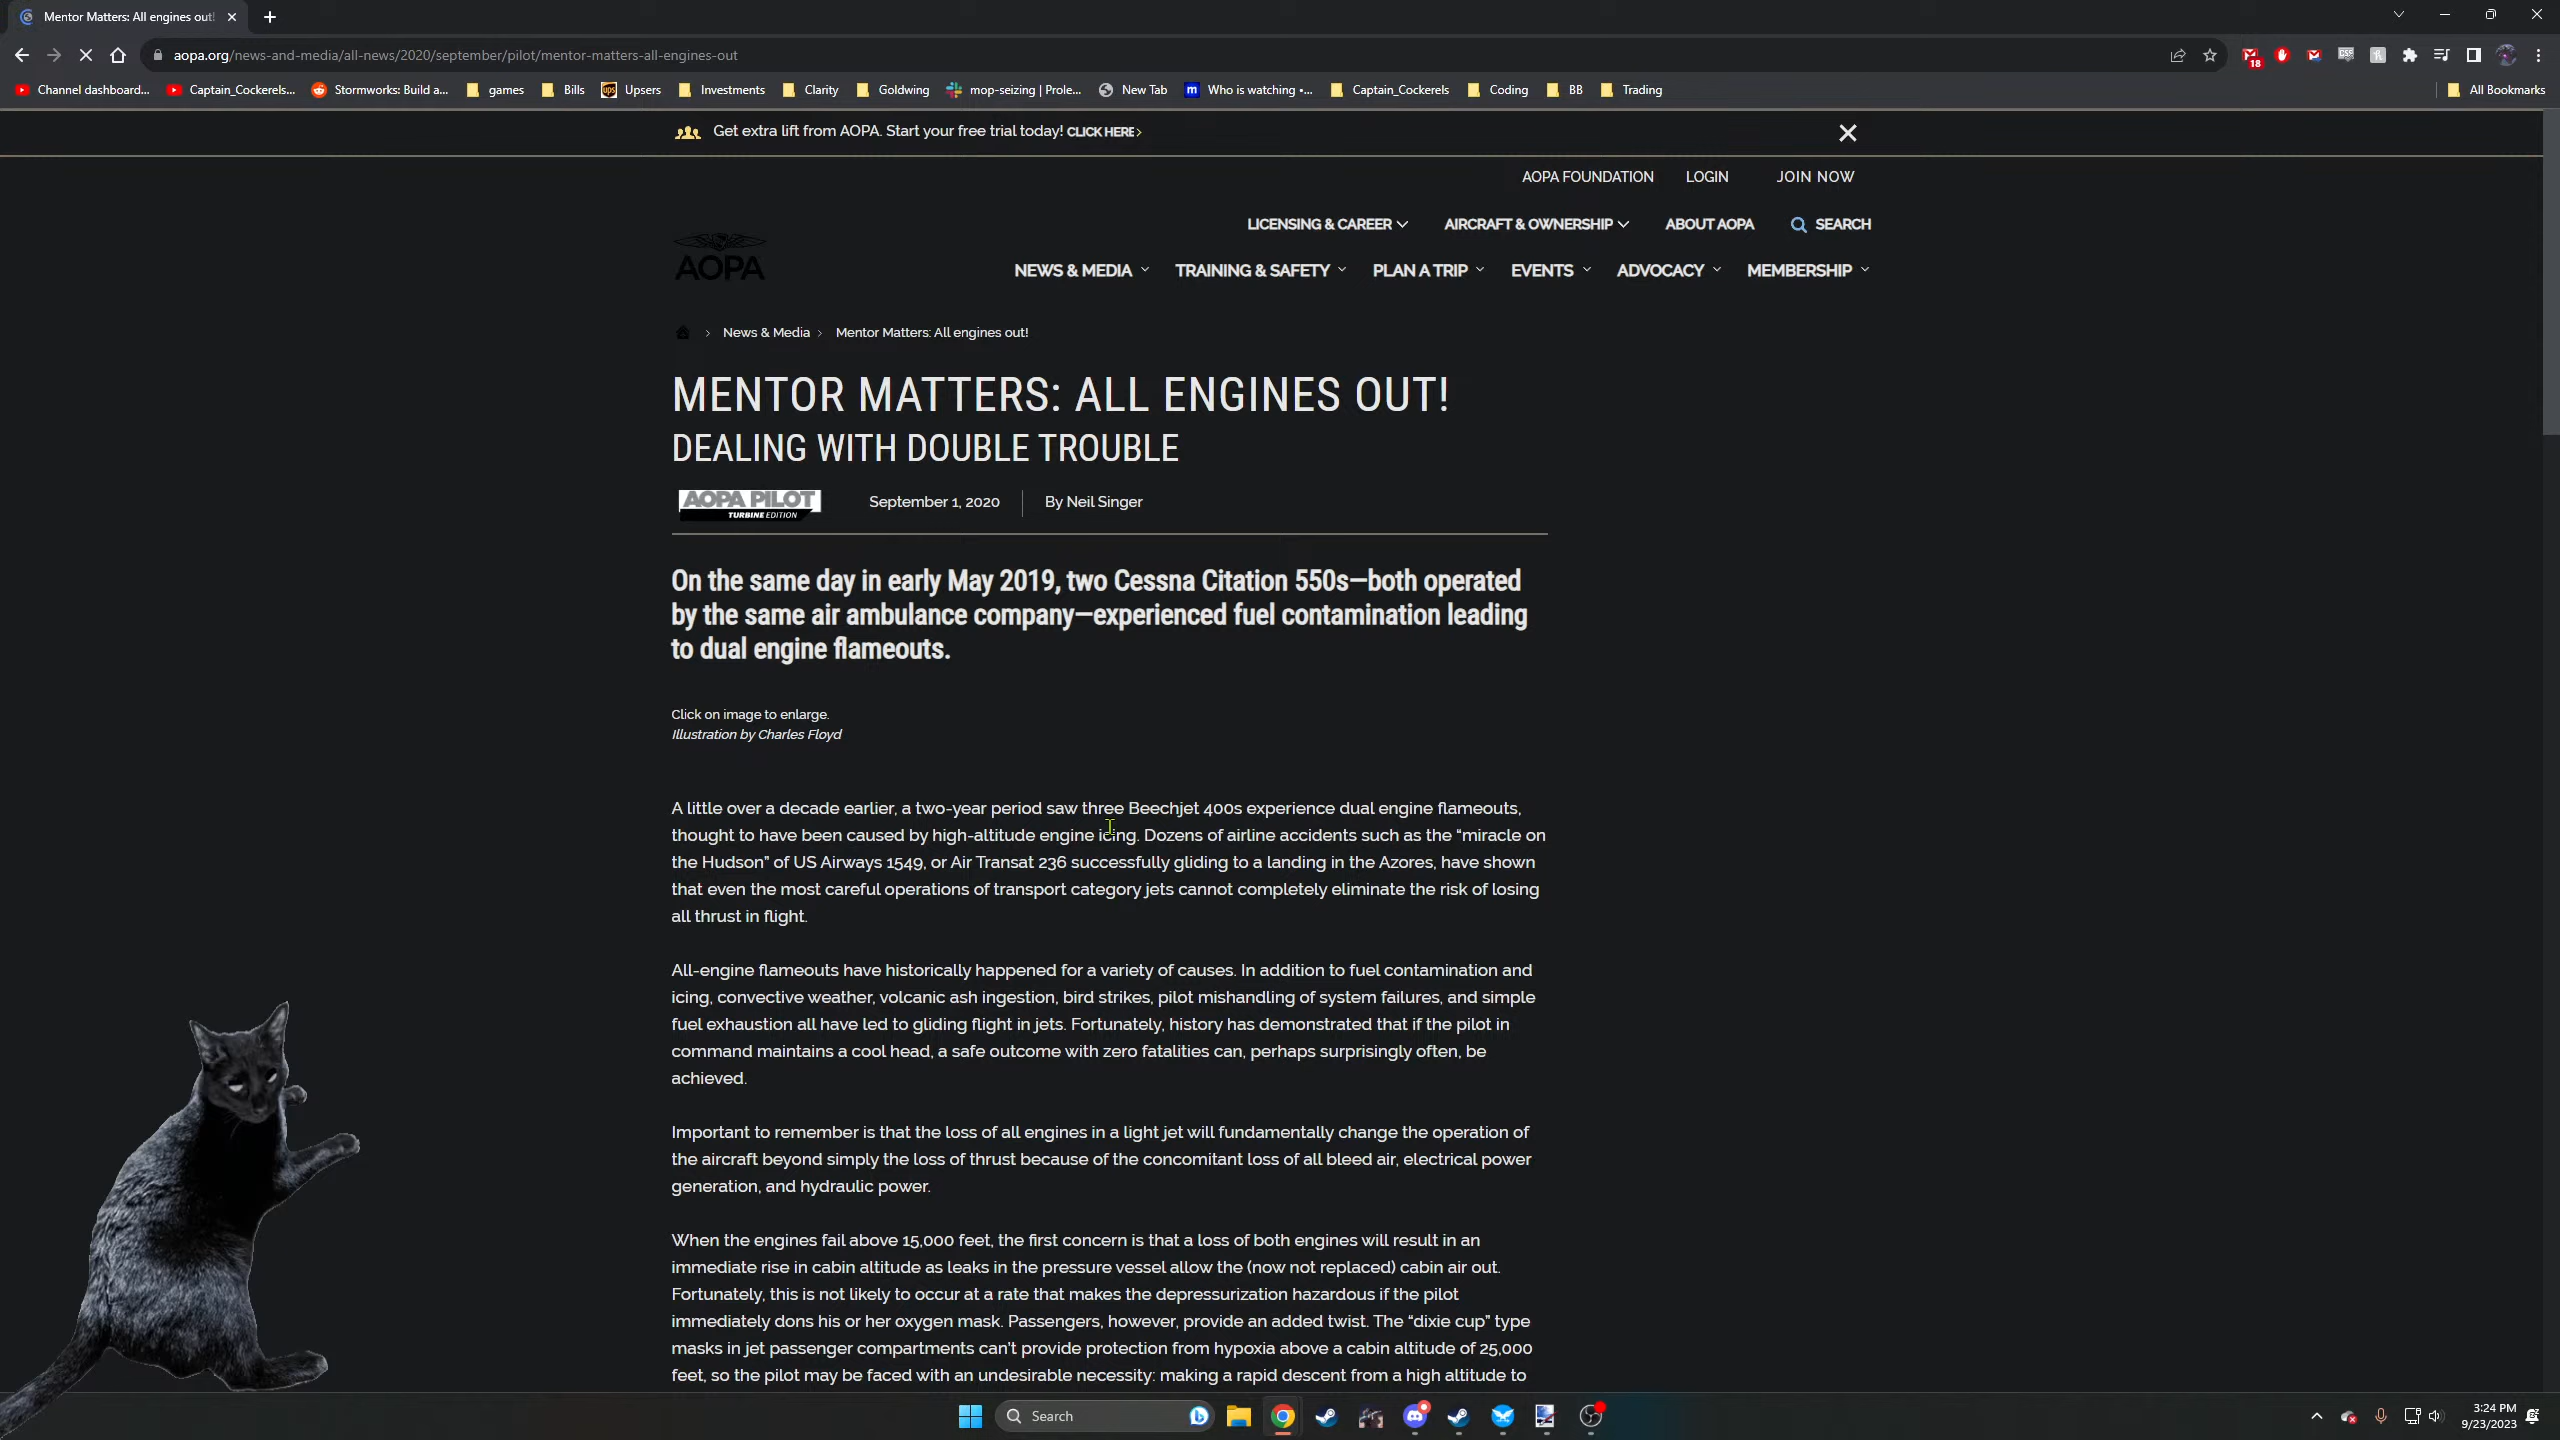 Mentor Matters: All engines out!
aopa.org/news-and-media/all-news/2020/september/pilot/mentor-matters-all-engines-out
18
Channel dashboard... Captain_Cockerels... Stormworks: Build a... games Bills Upsers Investments Clarity Goldwing mop-seizing | Prole... New Tab Who is watching •... Captain_Cockerels Coding BB Trading All Bookmarks
Get extra lift from AOPA. Start your free trial today! CLICK HERE
AOPA FOUNDATION LOGIN JOIN NOW
LICENSING & CAREER AIRCRAFT & OWNERSHIP ABOUT AOPA SEARCH
AOPA
NEWS & MEDIA TRAINING & SAFETY PLAN A TRIP EVENTS ADVOCACY MEMBERSHIP
News & Media Mentor Matters: All engines out!
MENTOR MATTERS: ALL ENGINES OUT!
DEALING WITH DOUBLE TROUBLE
AOPA PILOT
TURBINE EDITION
September 1, 2020 By Neil Singer
On the same day in early May 2019, two Cessna Citation 550s—both operated
by the same air ambulance company—experienced fuel contamination leading
to dual engine flameouts.
Click on image to enlarge.
Illustration by Charles Floyd
A little over a decade earlier, a two-year period saw three Beechjet 400s experience dual engine flameouts,
thought to have been caused by high-altitude engine icing. Dozens of airline accidents such as the “miracle on
the Hudson” of US Airways 1549, or Air Transat 236 successfully gliding to a landing in the Azores, have shown
that even the most careful operations of transport category jets cannot completely eliminate the risk of losing
all thrust in flight.
All-engine flameouts have historically happened for a variety of causes. In addition to fuel contamination and
icing, convective weather, volcanic ash ingestion, bird strikes, pilot mishandling of system failures, and simple
fuel exhaustion all have led to gliding flight in jets. Fortunately, history has demonstrated that if the pilot in
command maintains a cool head, a safe outcome with zero fatalities can, perhaps surprisingly often, be
achieved.
Important to remember is that the loss of all engines in a light jet will fundamentally change the operation of
the aircraft beyond simply the loss of thrust because of the concomitant loss of all bleed air, electrical power
generation, and hydraulic power.
When the engines fail above 15,000 feet, the first concern is that a loss of both engines will result in an
immediate rise in cabin altitude as leaks in the pressure vessel allow the (now not replaced) cabin air out.
Fortunately, this is not likely to occur at a rate that makes the depressurization hazardous if the pilot
immediately dons his or her oxygen mask. Passengers, however, provide an added twist. The “dixie cup” type
masks in jet passenger compartments can't provide protection from hypoxia above a cabin altitude of 25,000
feet, so the pilot may be faced with an undesirable necessity: making a rapid descent from a high altitude to
Search
3:24 PM
9/23/2023